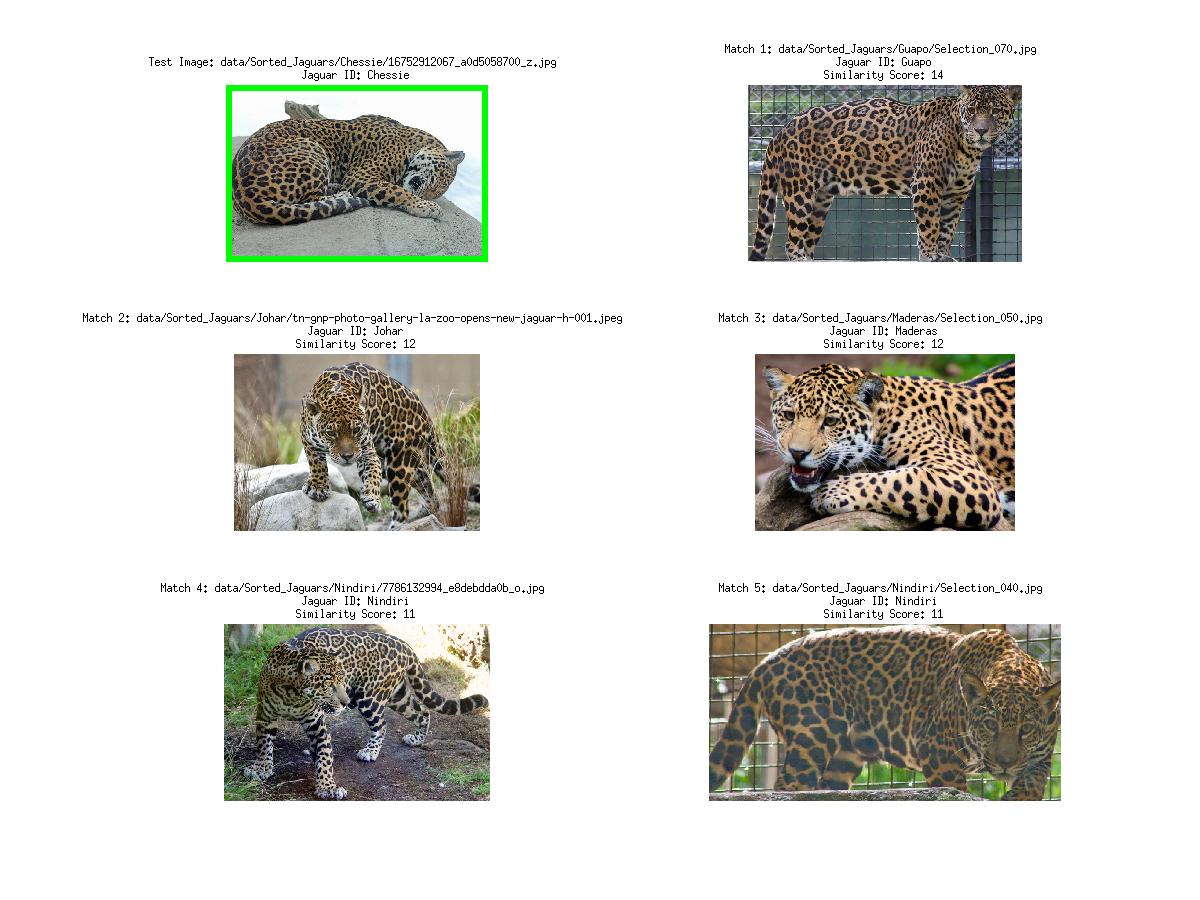 Test Image: data/Sorted_Jaguars/Chessie/16752912067_a0d5058700_z.jpg
Jaguar ID: Chessie
Match 1: data/Sorted_Jaguars/Guapo/Selection_070.jpg
Jaguar ID: Guapo
Similarity Score: 14
Match 2: data/Sorted_Jaguars/Johar/tn-gnp-photo-gallery-la-zoo-opens-new-jaguar-h-001.jpeg
Jaguar ID: Johar
Similarity Score: 12
Match 3: data/Sorted_Jaguars/Maderas/Selection_050.jpg
Jaguar ID: Maderas
Similarity Score: 12
Match 4: data/Sorted_Jaguars/Nindiri/7786132994_e8debdda0b_o.jpg
Jaguar ID: Nindiri
Similarity Score: 11
Match 5: data/Sorted_Jaguars/Nindiri/Selection_040.jpg
Jaguar ID: Nindiri
Similarity Score: 11